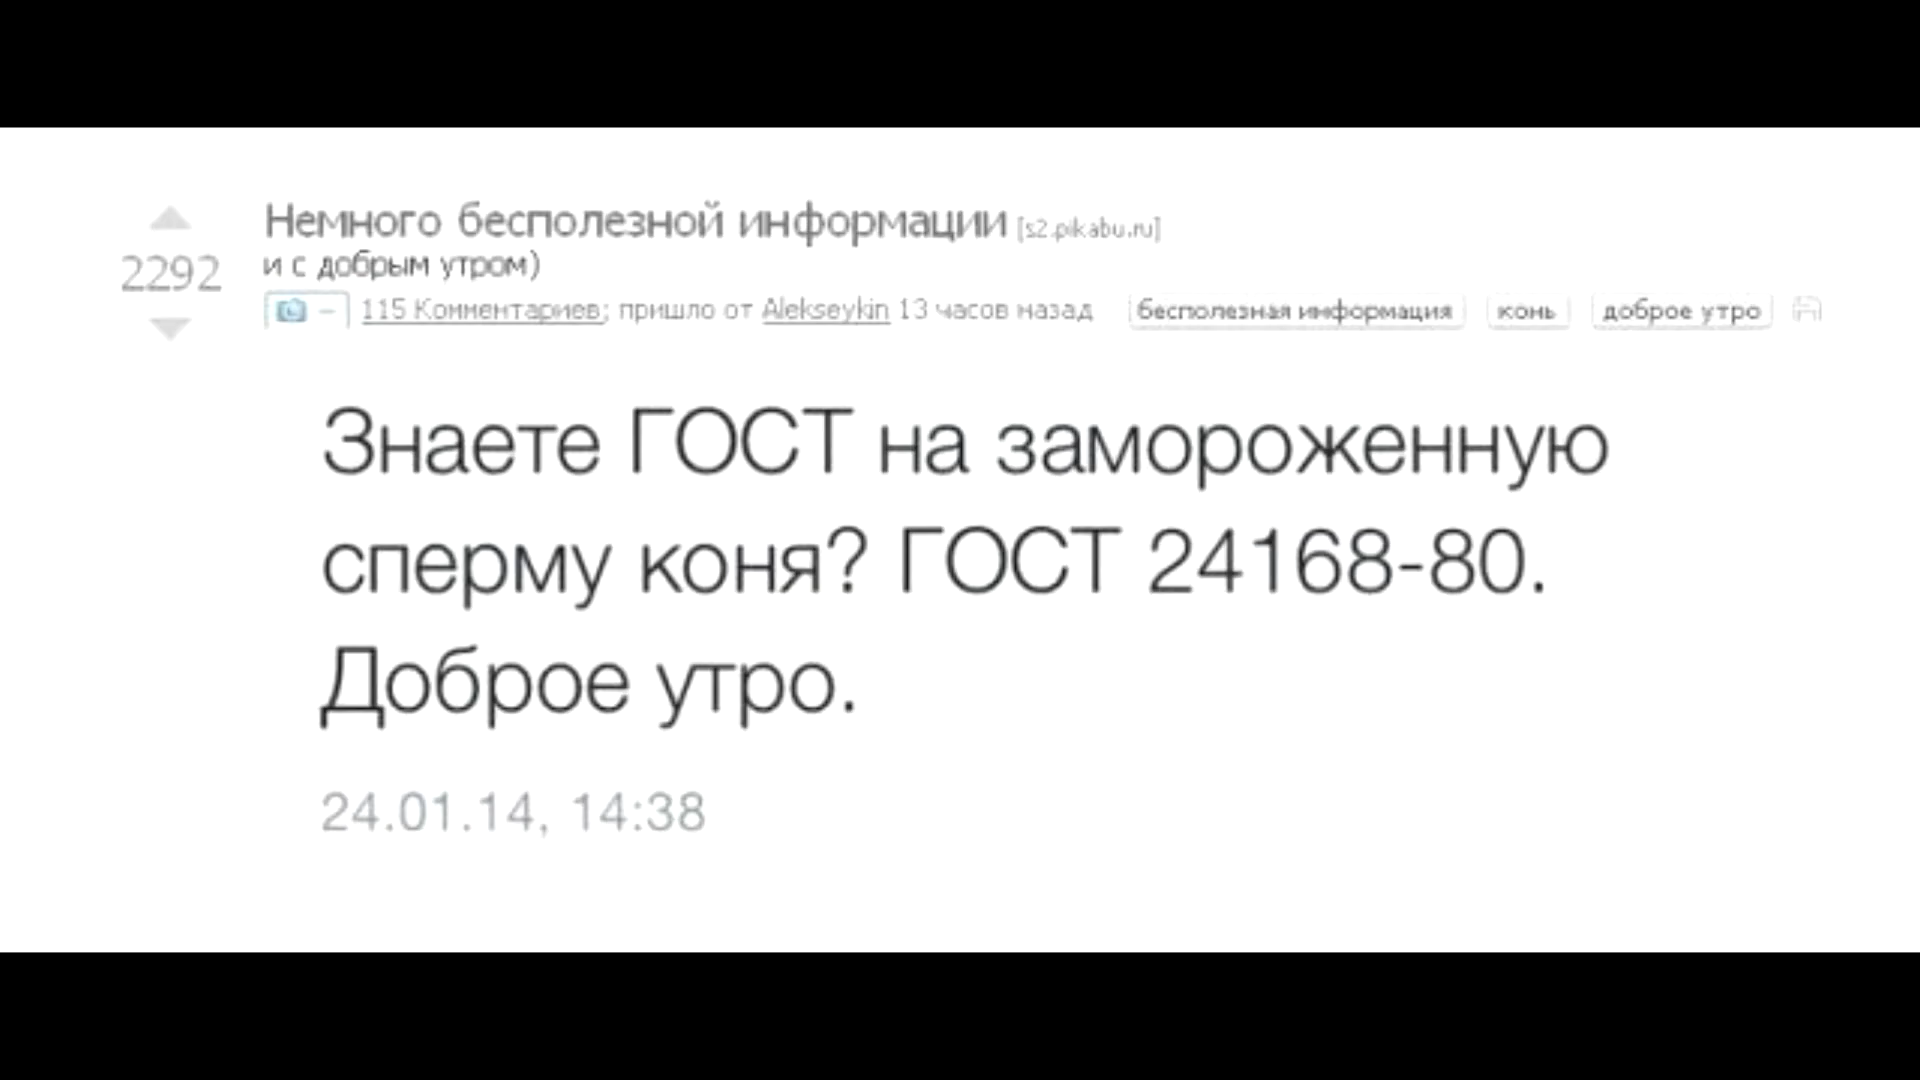 Немного бесполезной информации [s2.pikabu.ru]
2292
и с добрым утром)
115 Комментариев; пришло от Alekseykin 13 часов назад бесполезная информация конь доброе утро
Знаете ГОСТ на замороженную
сперму коня? ГОСТ 24168-80.
Доброе утро.
24.01.14, 14:38